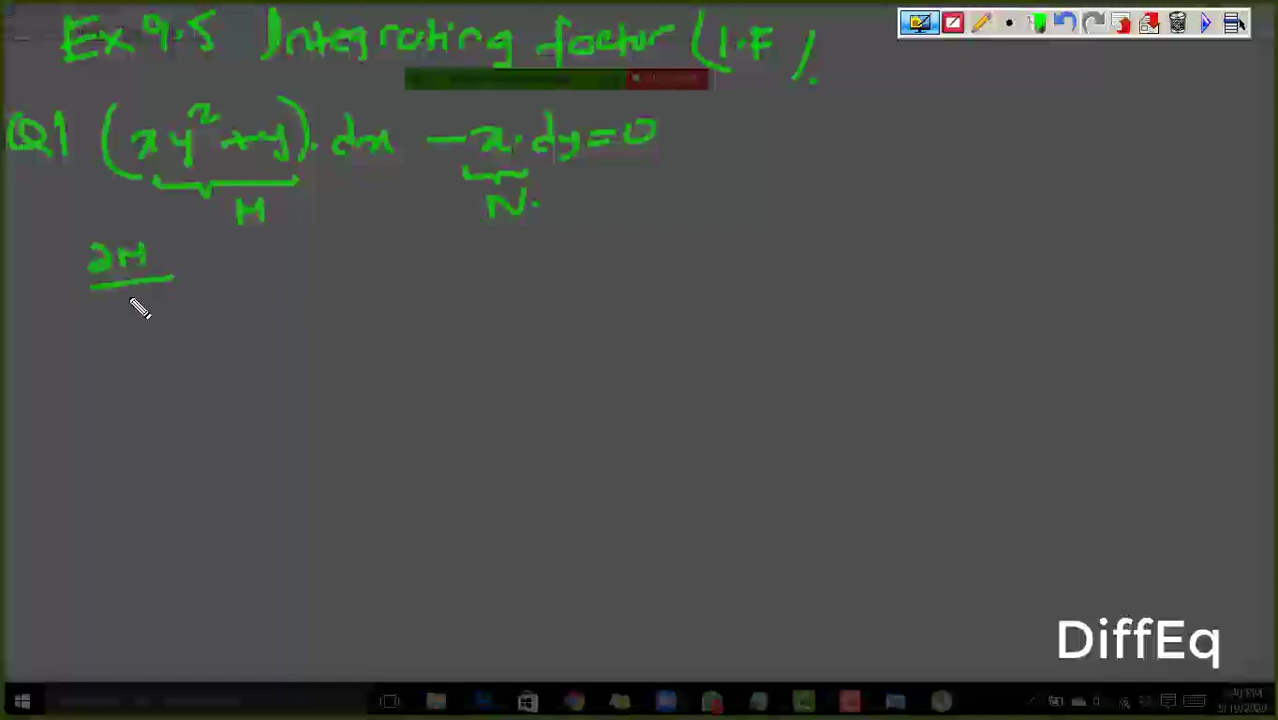 Ex 9.5 Integrating factor (I.F).
Q1 (xy²+y).dx -x.dy=0
M N.
∂M
DiffEq